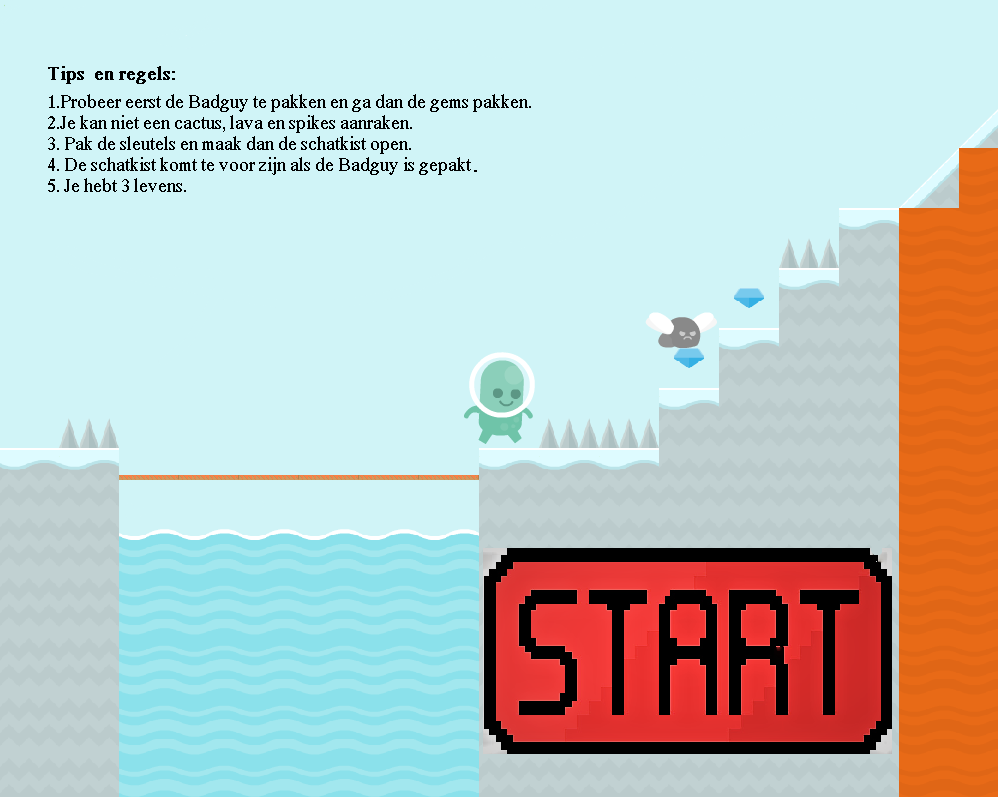 Tips en regels:
1.Probeer eerst de Badguy te pakken en ga dan de gems pakken.
2.Je kan niet een cactus, lava en spikes aanraken.
3. Pak de sleutels en maak dan de schatkist open.
4. De schatkist komt te voor zijn als de Badguy is gepakt.
5. Je hebt 3 levens.
START